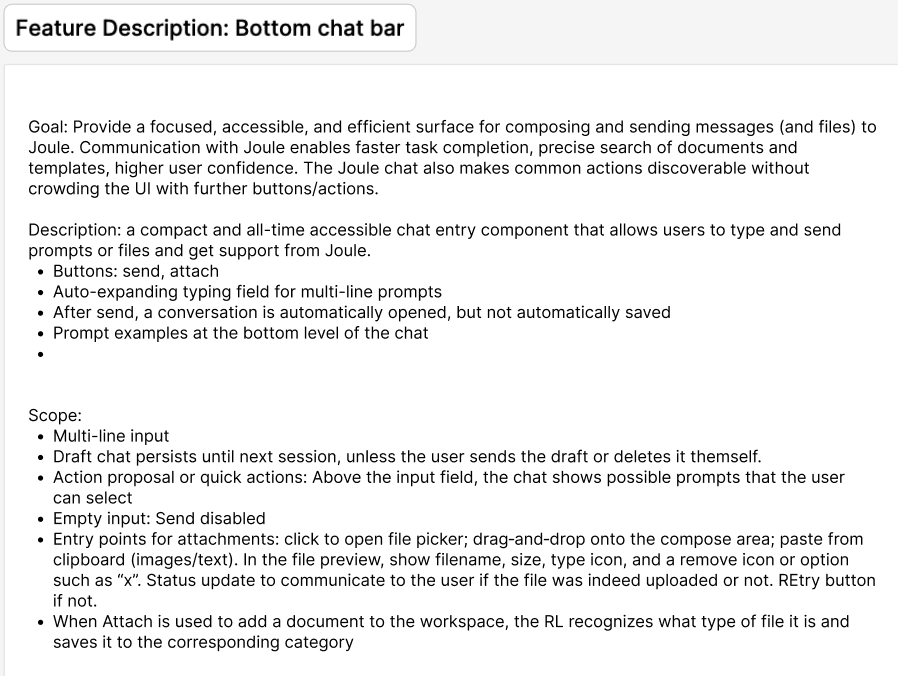 Feature Description: Bottom chat bar
Goal: Provide a focused, accessible, and efficient surface for composing and sending messages (and files) to
Joule. Communication with Joule enables faster task completion, precise search of documents and
templates, higher user confidence. The Joule chat also makes common actions discoverable without
crowding the UI with further buttons/actions.
Description: a compact and all-time accessible chat entry component that allows users to type and send
prompts or files and get support from Joule.
• Buttons: send, attach
• Auto-expanding typing field for multi-line prompts
• After send, a conversation is automatically opened, but not automatically saved
• Prompt examples at the bottom level of the chat
•
Scope:
• Multi-line input
• Draft chat persists until next session, unless the user sends the draft or deletes it themself.
• Action proposal or quick actions: Above the input field, the chat shows possible prompts that the user
can select
• Empty input: Send disabled
• Entry points for attachments: click to open file picker; drag-and-drop onto the compose area; paste from
clipboard (images/text). In the file preview, show filename, size, type icon, and a remove icon or option
such as “x”. Status update to communicate to the user if the file was indeed uploaded or not. REtry button
if not.
• When Attach is used to add a document to the workspace, the RL recognizes what type of file it is and
saves it to the corresponding category